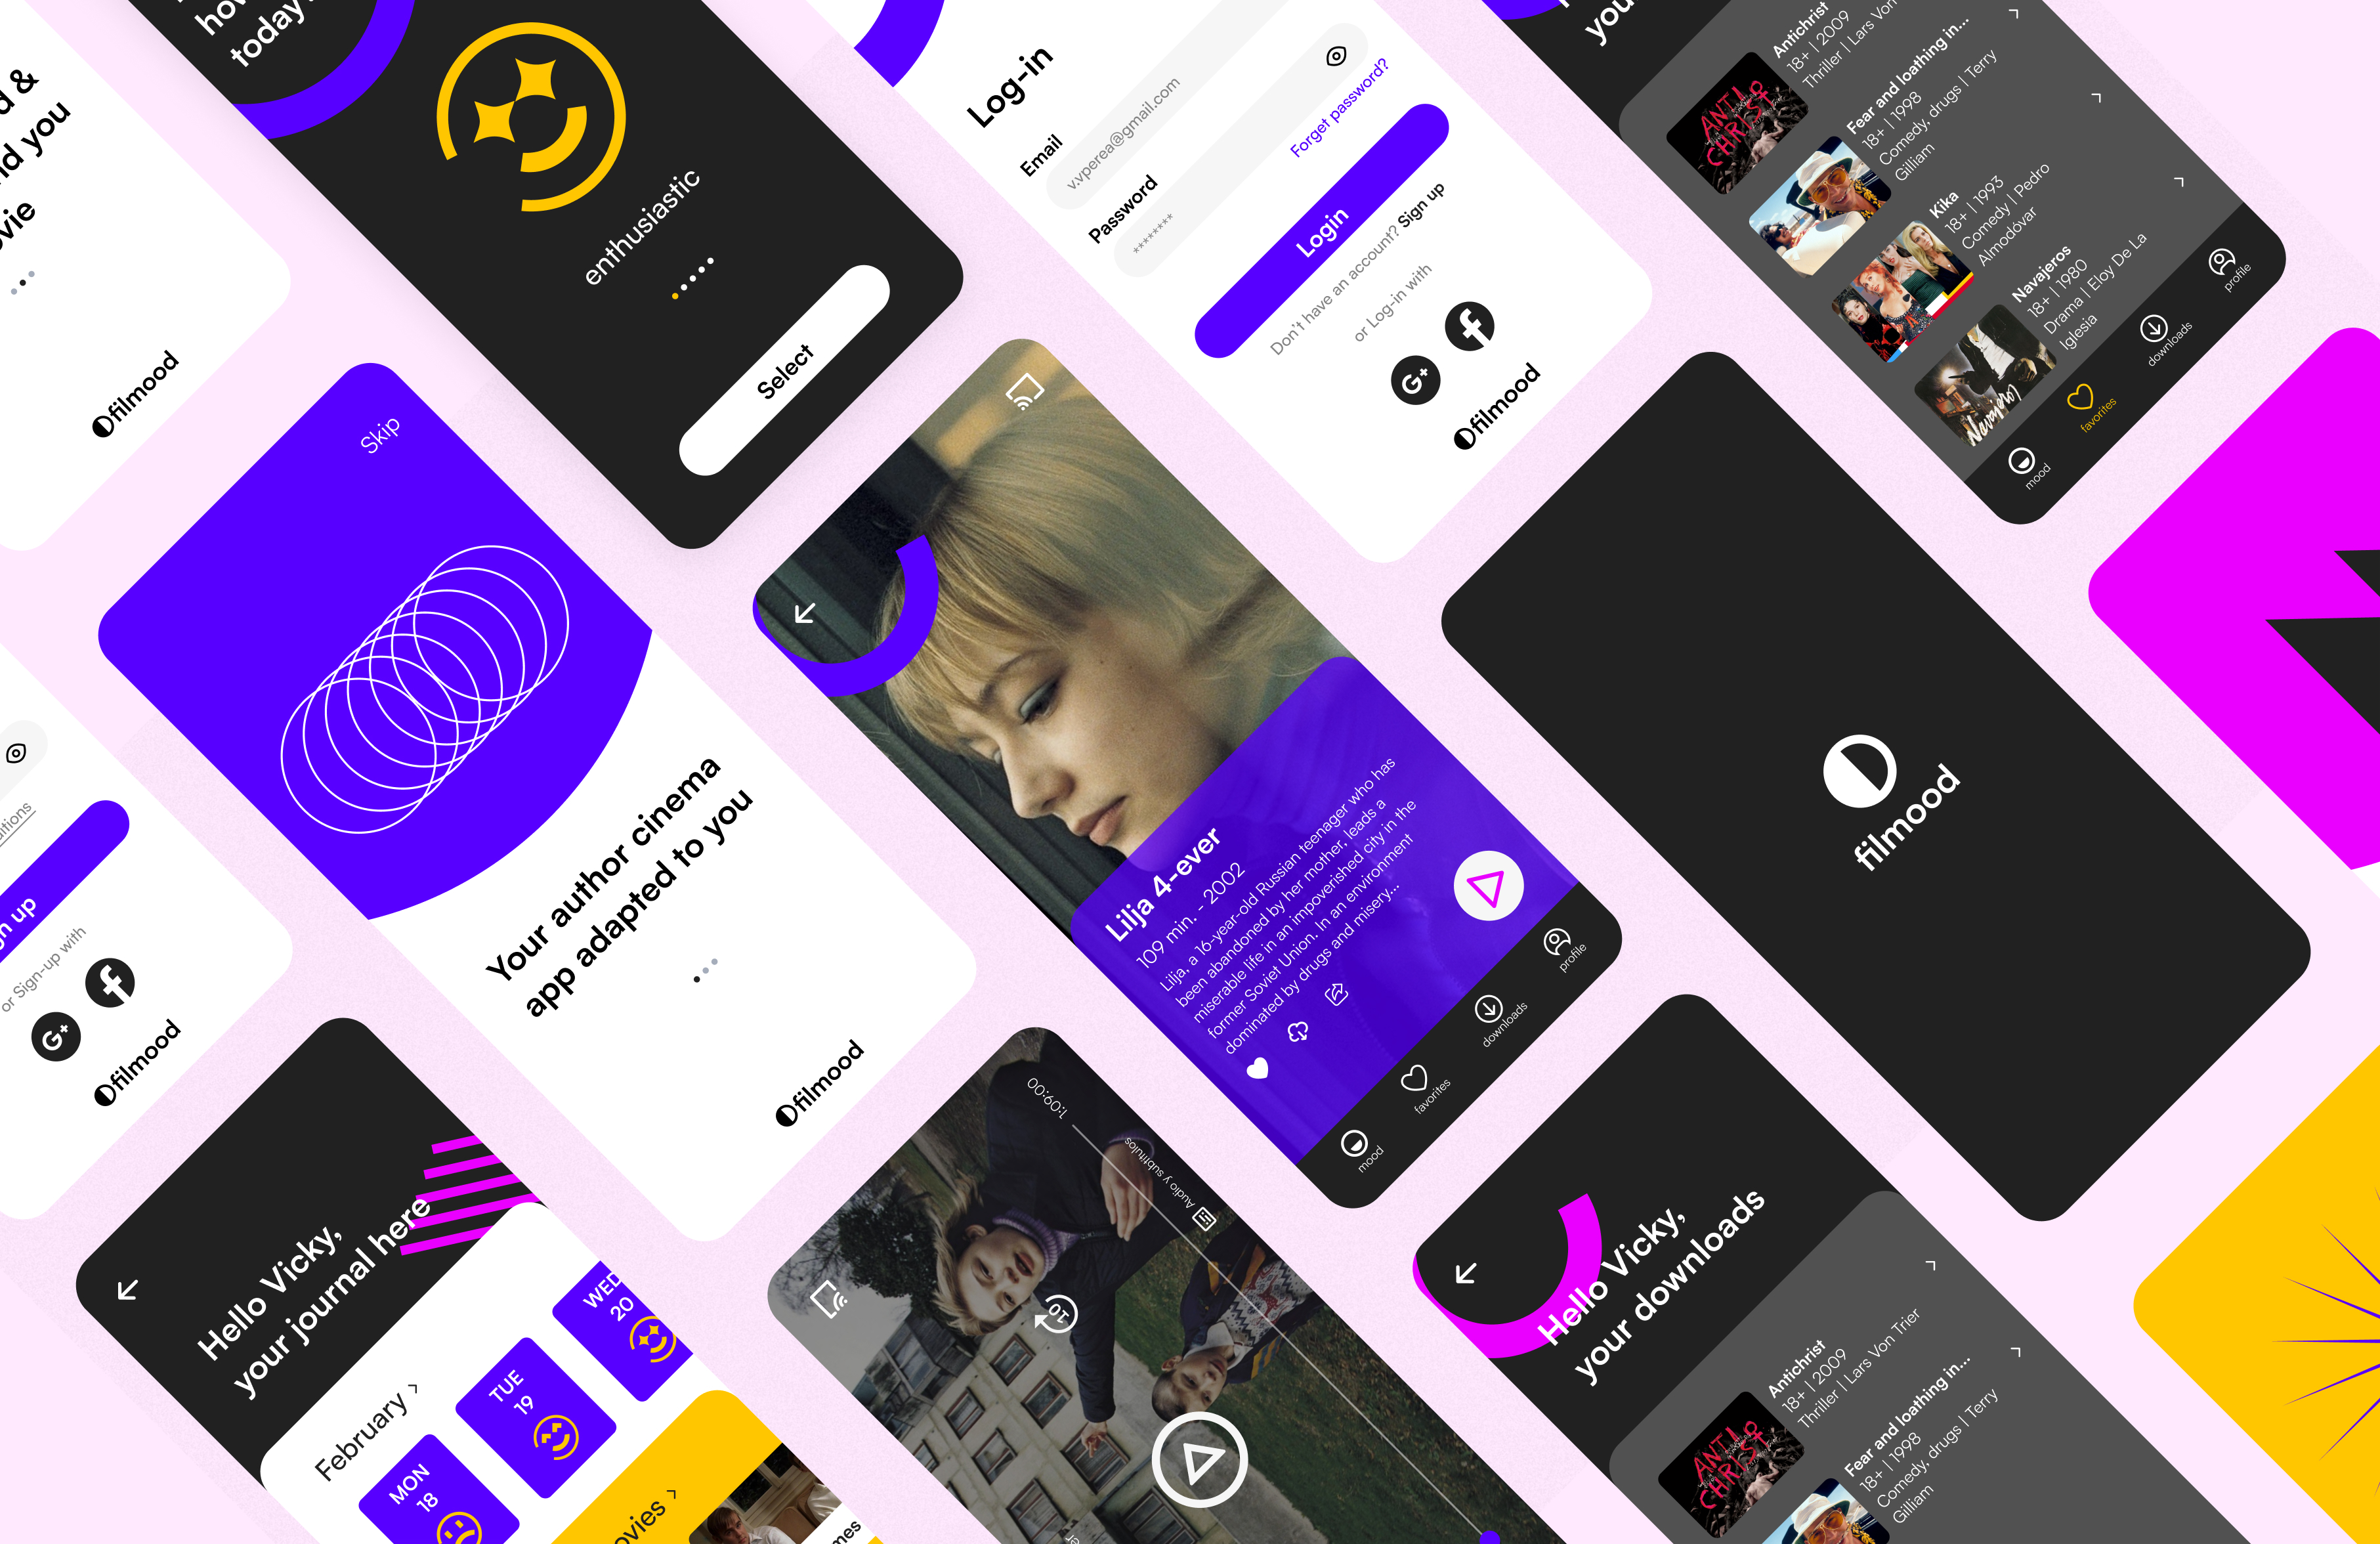 you
movie
filmood
today
enthusiastic
Select
Log-in
Email
v.vperea@gmail.com
Password
********
Forget password?
Login
Don't have an account? Sign up
or Log-in with
G+
filmood
Antichrist
18+ | 2009
Thriller | Lars Von
ANTI
CHRIS♀
Fear and loathing in...
18+ | 1998
Comedy, drugs | Terry
Gilliam
Kika
18+ | 1993
Comedy | Pedro
Almodóvar
Navajeros
18+ | 1980
Drama | Eloy De La
Iglesia
Navajeros
mood
favorites
downloads
profile
Skip
Your author cinema
app adapted to you
filmood
Lilja 4-ever
109 min. - 2002
Lilja, a 16-year-old Russian teenager who has
been abandoned by her mother, leads a
miserable life in an impoverished city in the
former Soviet Union. In an environment
dominated by drugs and misery...
mood
favorites
downloads
profile
filmood
up
or Sign-up with
G+
filmood
Hello Vicky,
your journal here
February
MON
18
TUE
19
WED
20
1:09:00
Audio y subtítulos
10
Hello Vicky,
your downloads
Antichrist
18+ | 2009
Thriller | Lars Von Trier
ANTI
CHRIS♀
Fear and loathing in...
18+ | 1998
Comedy, drugs | Terry
Gilliam